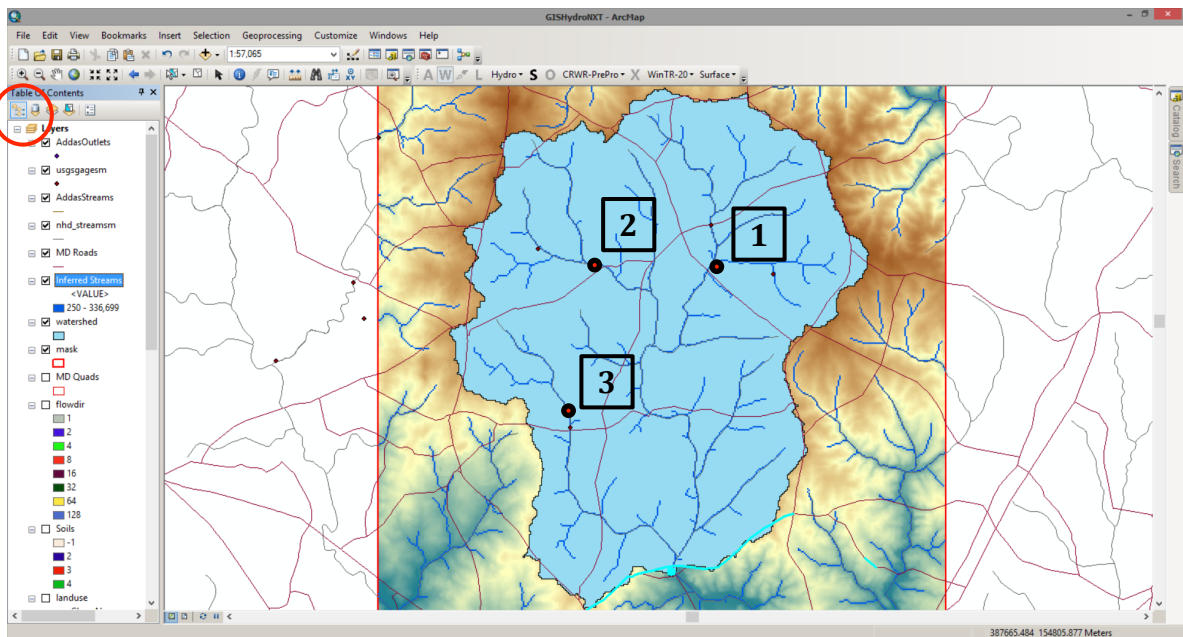 GISHydroNXT - ArcMap
File Edit View Bookmarks Insert Selection Geoprocessing Customize Windows Help
1:57,065
A W L Hydro S CRWR-PrePro WinTR-20 Surface
Table Of Contents
Layers
AddasOutlets
usgsgagesm
AddasStreams
nhd_streamsm
MD Roads
Inferred Streams
<VALUE>
250 - 336,699
watershed
mask
MD Quads
flowdir
1
2
4
8
16
32
64
128
Soils
-1
2
3
4
landuse
2
1
3
Catalog
Search
387665.484 154805.877 Meters